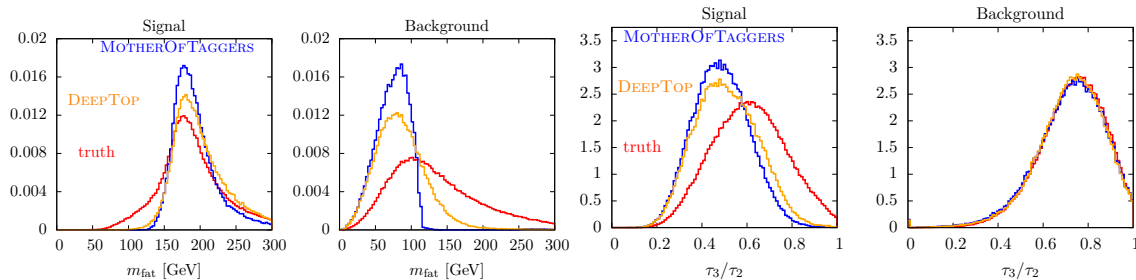 Signal
0.02
0.016
0.012
0.008
0.004
0
0 50 100 150 200 250 300
m_fat [GeV]
MOTHEROFTAGGERS
DEEPTOP
truth
Background
0.02
0.016
0.012
0.008
0.004
0
0 50 100 150 200 250 300
m_fat [GeV]
Signal
3.5
3
2.5
2
1.5
1
0.5
0
0 0.2 0.4 0.6 0.8 1
τ3/τ2
MOTHEROFTAGGERS
DEEPTOP
truth
Background
3.5
3
2.5
2
1.5
1
0.5
0
0 0.2 0.4 0.6 0.8 1
τ3/τ2